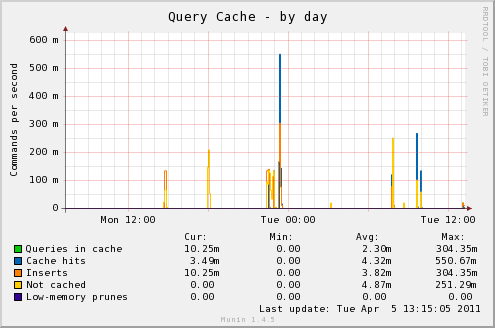 Query Cache - by day
RRDTOOL / TOBI OETIKER
Commands per second
600 m
500 m
400 m
300 m
200 m
100 m
0
Mon 12:00 Tue 00:00 Tue 12:00
Cur: Min: Avg: Max:
Queries in cache 10.25m 0.00 2.30m 304.35m
Cache hits 3.49m 0.00 4.32m 550.67m
Inserts 10.25m 0.00 3.82m 304.35m
Not cached 0.00 0.00 4.87m 251.29m
Low-memory prunes 0.00 0.00 0.00 0.00
Last update: Tue Apr 5 13:15:05 2011
Munin 1.4.5